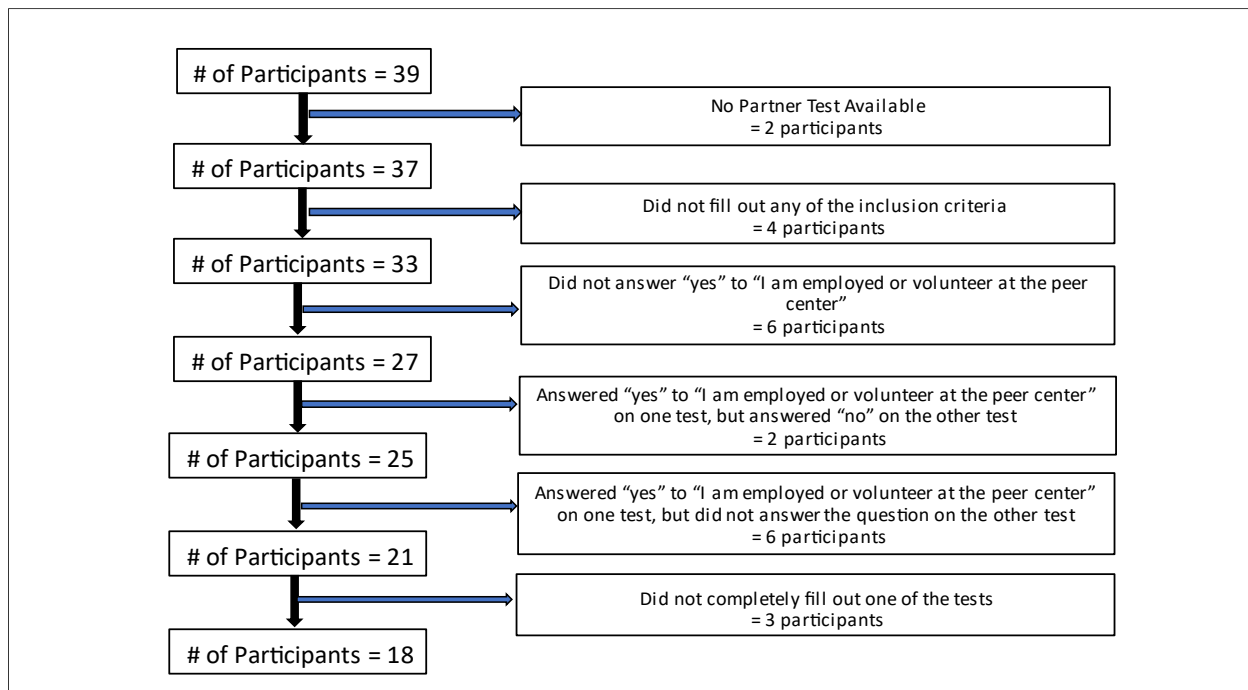 # of Participants = 39
No Partner Test Available
= 2 participants
# of Participants = 37
Did not fill out any of the inclusion criteria
= 4 participants
# of Participants = 33
Did not answer “yes” to “I am employed or volunteer at the peer
center”
= 6 participants
# of Participants = 27
Answered “yes” to “I am employed or volunteer at the peer center”
on one test, but answered “no” on the other test
= 2 participants
# of Participants = 25
Answered “yes” to “I am employed or volunteer at the peer center”
on one test, but did not answer the question on the other test
= 6 participants
# of Participants = 21
Did not completely fill out one of the tests
= 3 participants
# of Participants = 18